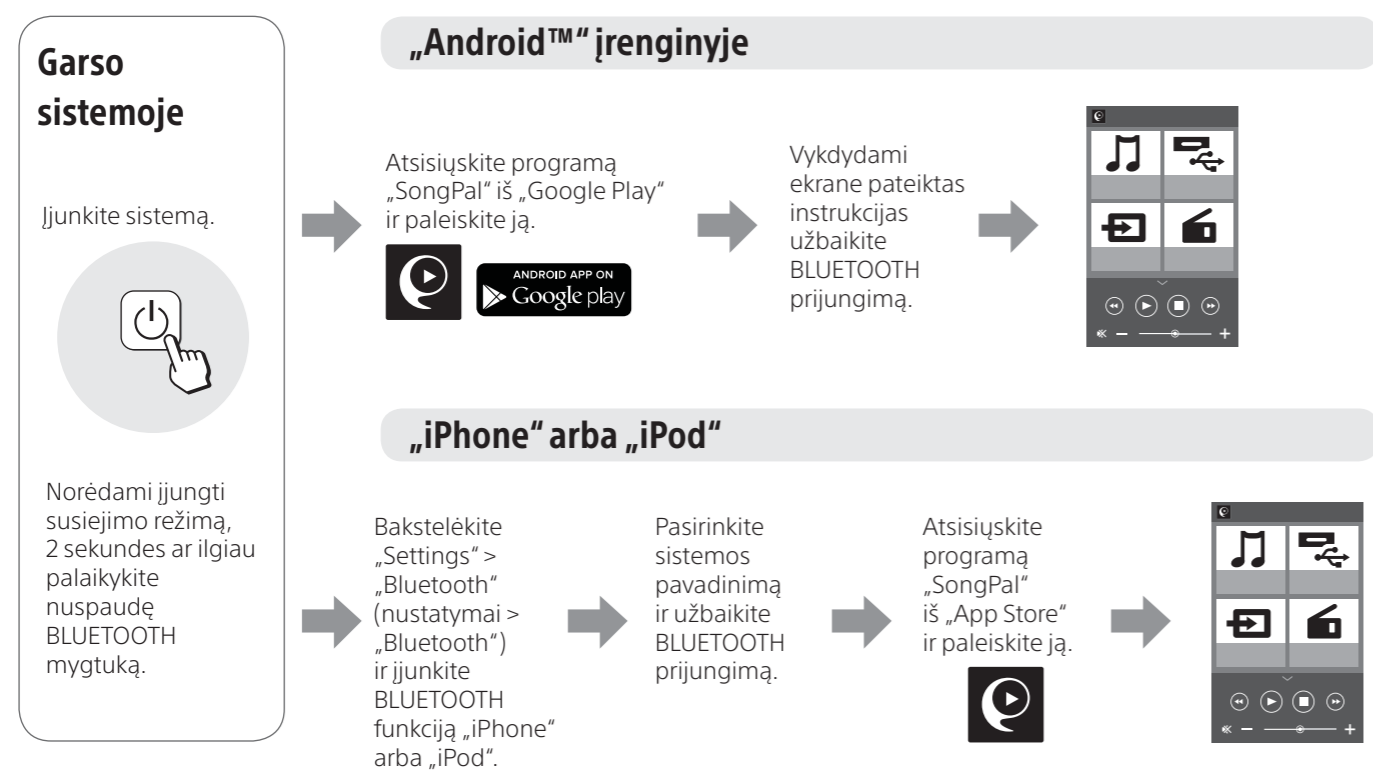 Garso
sistemoje
Įjunkite sistemą.
Norėdami įjungti
susiejimo režimą,
2 sekundes ar ilgiau
palaikykite
nuspaudę
BLUETOOTH
mygtuką.
„Android™“ įrenginyje
Atsisiųskite programą
„SongPal“ iš „Google Play“
ir paleiskite ją.
ANDROID APP ON
Google play
Vykdydami
ekrane pateiktas
instrukcijas
užbaikite
BLUETOOTH
prijungimą.
„iPhone“ arba „iPod“
Bakstelėkite
„Settings“ >
„Bluetooth“
(nustatymai >
„Bluetooth“)
ir įjunkite
BLUETOOTH
funkciją „iPhone“
arba „iPod“.
Pasirinkite
sistemos
pavadinimą
ir užbaikite
BLUETOOTH
prijungimą.
Atsisiųskite
programą
„SongPal“
iš „App Store“
ir paleiskite ją.